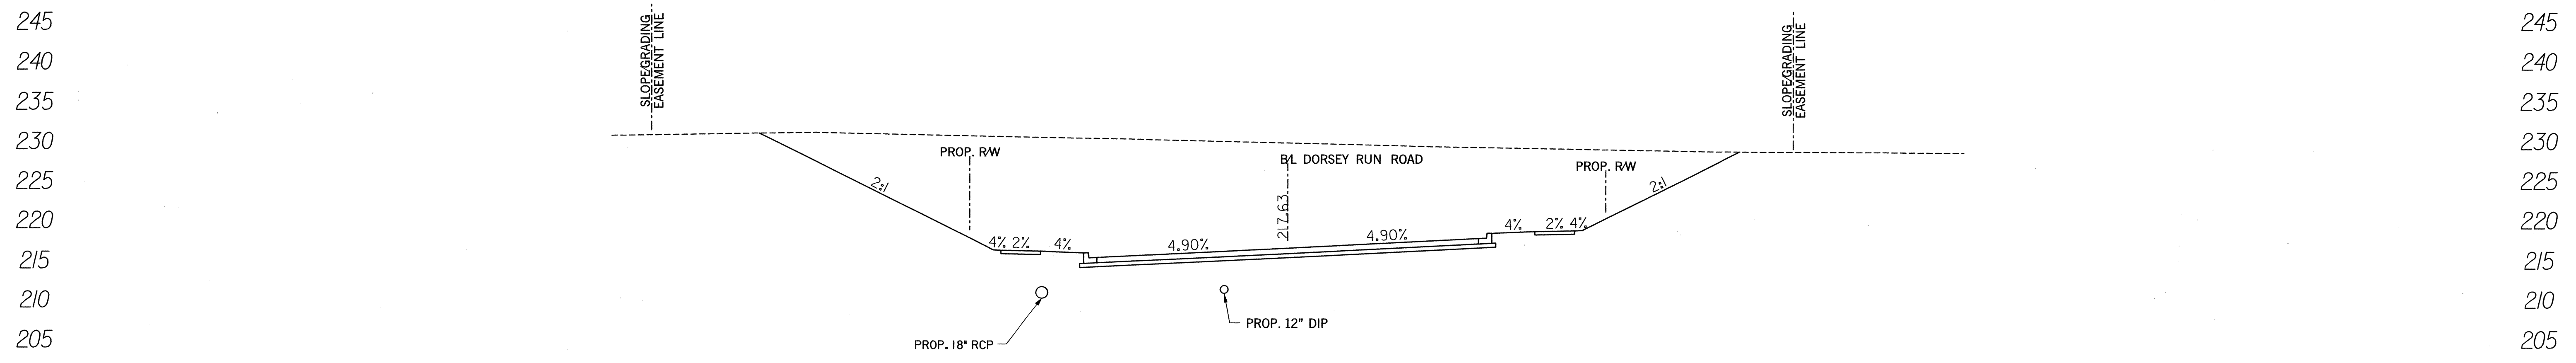 245
240
235
230
225
220
215
210
205
SLOPE/GRADING
EASEMENT LINE
PROP. R/W
2:1
4% 2% 4%
4.90%
B/L DORSEY RUN ROAD
217.63
4.90%
PROP. R/W
2:1
4% 2% 4%
PROP. 18" RCP
PROP. 12" DIP
SLOPE/GRADING
EASEMENT LINE
245
240
235
230
225
220
215
210
205